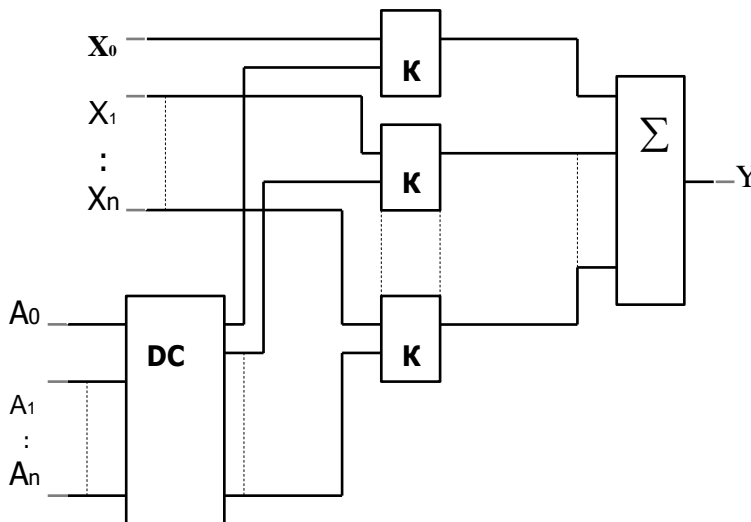 X₀
K
X₁
:
Xn
K
∑
Y
A₀
DC
K
A₁
:
An